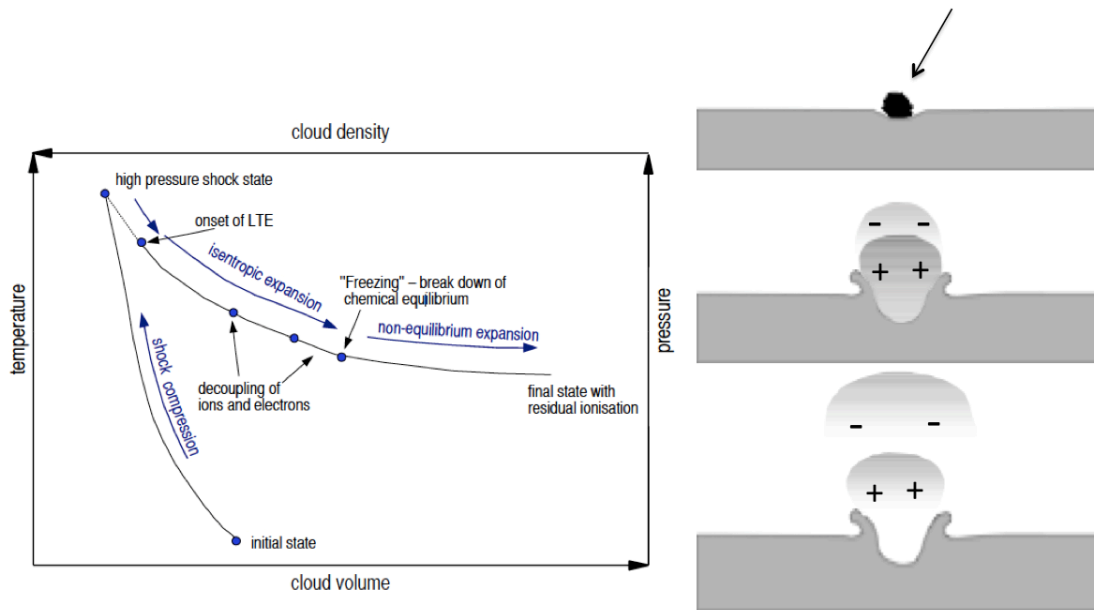 cloud density
high pressure shock state
onset of LTE
isentropic expansion
"Freezing" – break down of
chemical equilibrium
non-equilibrium expansion
temperature
pressure
shock compression
decoupling of
ions and electrons
final state with
residual ionisation
initial state
cloud volume
- -
+ +
- -
+ +